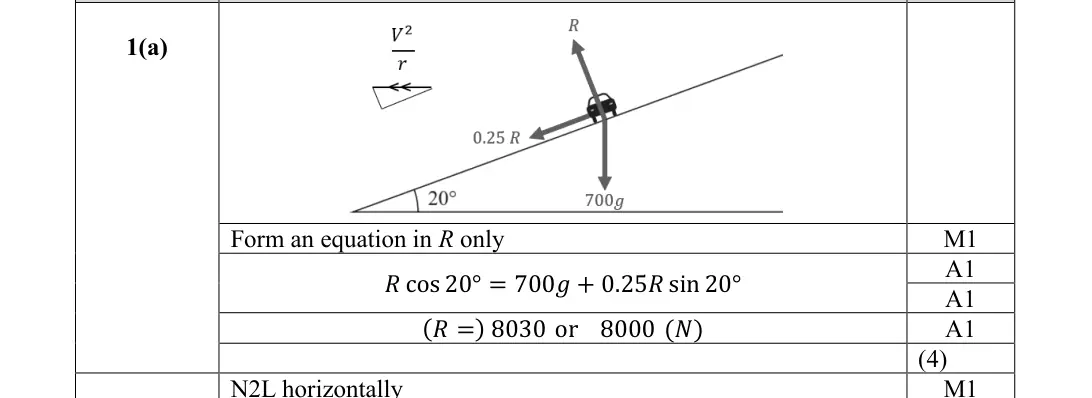 1(a)
V²
r
R
0.25 R
20°
700g
Form an equation in R only
M1
R cos 20° = 700g + 0.25R sin 20°
A1
A1
(R =) 8030 or 8000 (N)
A1
(4)
N2L horizontally
M1